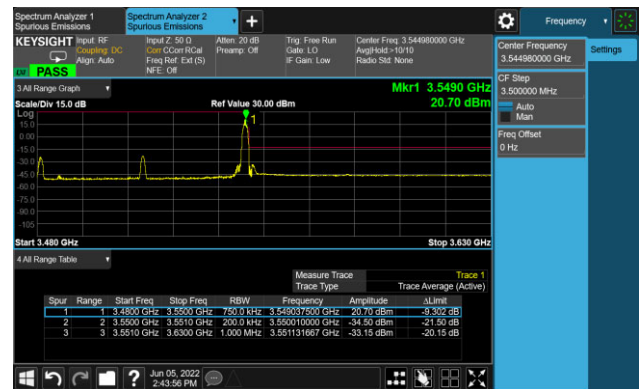 Spectrum Analyzer 1
Spurious Emissions
Spectrum Analyzer 2
Spurious Emissions
Frequency
KEYSIGHT
Input: RF
Coupling: DC
Align: Auto
Input Z: 50 Ω
Corr CCorr RCal
Freq Ref: Ext (S)
NFE: Off
Atten: 20 dB
Preamp: Off
Trig: Free Run
Gate: LO
IF Gain: Low
Center Freq: 3.544980000 GHz
Avg|Hold:>10/10
Radio Std: None
PASS
Center Frequency
3.544980000 GHz
Settings
CF Step
3.500000 MHz
Auto
Man
Freq Offset
0 Hz
3 All Range Graph
Mkr1 3.5490 GHz
Scale/Div 15.0 dB
Ref Value 30.00 dBm
20.70 dBm
Log
1
15.0
0.00
-15.0
-30.0
-45.0
-60.0
-75.0
-90.0
-105
Start 3.480 GHz
Stop 3.630 GHz
4 All Range Table
Measure Trace Trace 1
Trace Type Trace Average (Active)
Spur Range Start Freq Stop Freq RBW Frequency Amplitude ΔLimit
1 1 3.4800 GHz 3.5500 GHz 750.0 kHz 3.549037500 GHz 20.70 dBm -9.302 dB
2 2 3.5500 GHz 3.5510 GHz 200.0 kHz 3.550010000 GHz -34.50 dBm -21.50 dB
3 3 3.5510 GHz 3.6300 GHz 1.000 MHz 3.551131667 GHz -33.15 dBm -20.15 dB
?
Jun 05, 2022
2:43:56 PM